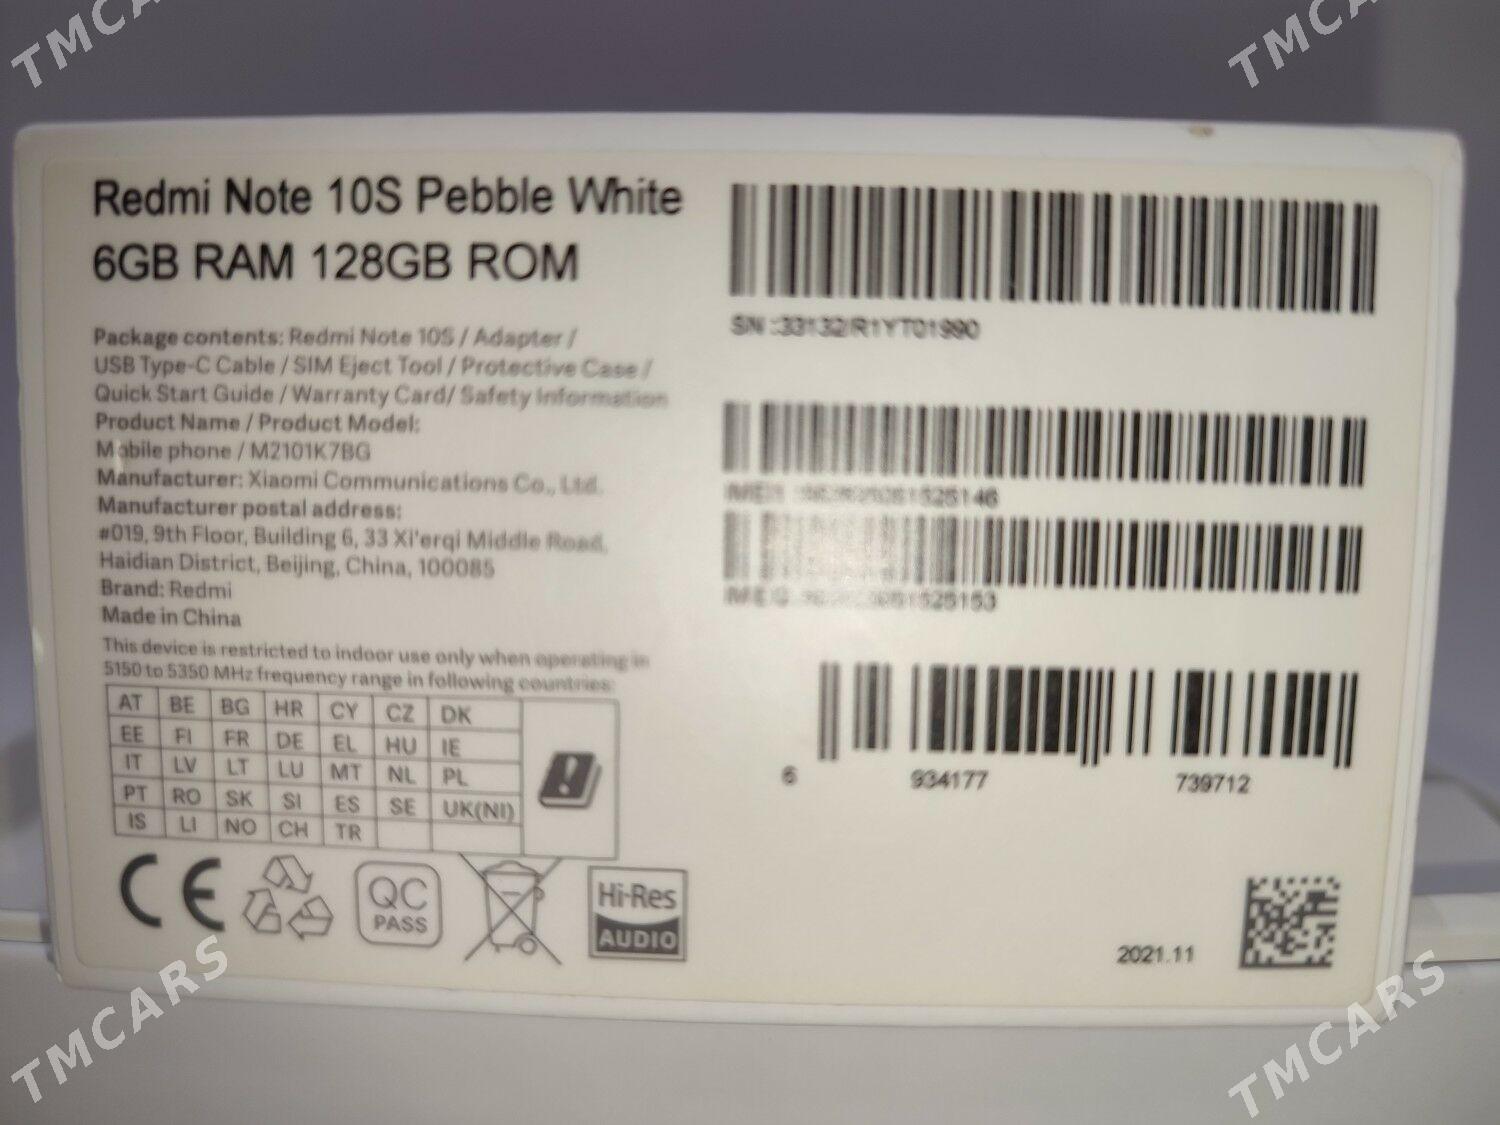 TMCARS
TMCARS
Redmi Note 10S Pebble White
6GB RAM 128GB ROM
Package contents: Redmi Note 10S / Adapter /
USB Type-C Cable / SIM Eject Tool / Protective Case /
Quick Start Guide / Warranty Card/ Safety Information
Product Name / Product Model:
Mobile phone / M2101K7BG
Manufacturer: Xiaomi Communications Co., Ltd.
Manufacturer postal address:
#019, 9th Floor, Building 6, 33 Xi'erqi Middle Road,
Haidian District, Beijing, China, 100085
Brand: Redmi
Made in China
This device is restricted to indoor use only when operating in
5150 to 5350 MHz frequency range in following countries:
AT BE BG HR CY CZ DK
EE FI FR DE EL HU IE
IT LV LT LU MT NL PL
PT RO SK SI ES SE UK(NI)
IS LI NO CH TR
CE
QC
PASS
Hi-Res
AUDIO
SN :33132/R1YT01990
6 934177 739712
2021.11
TMCARS
TMCARS